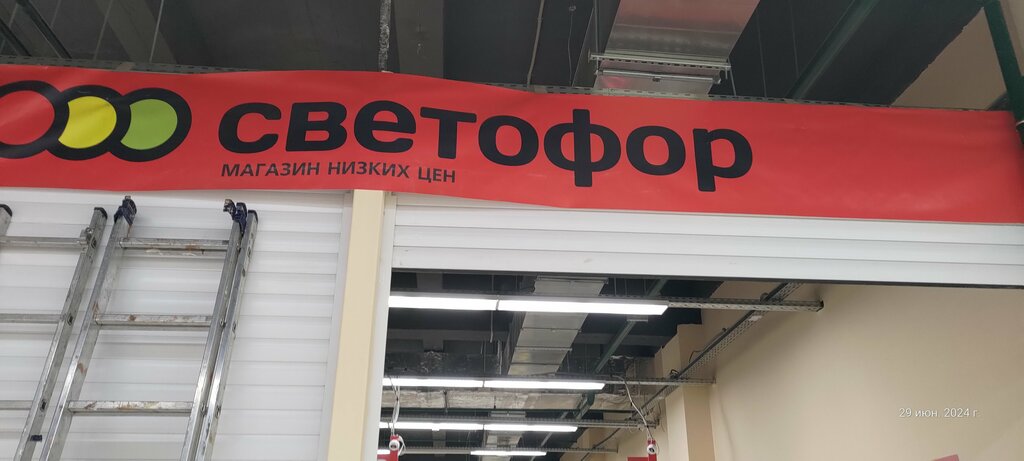 светофор
МАГАЗИН НИЗКИХ ЦЕН
29 июн. 2024 г.